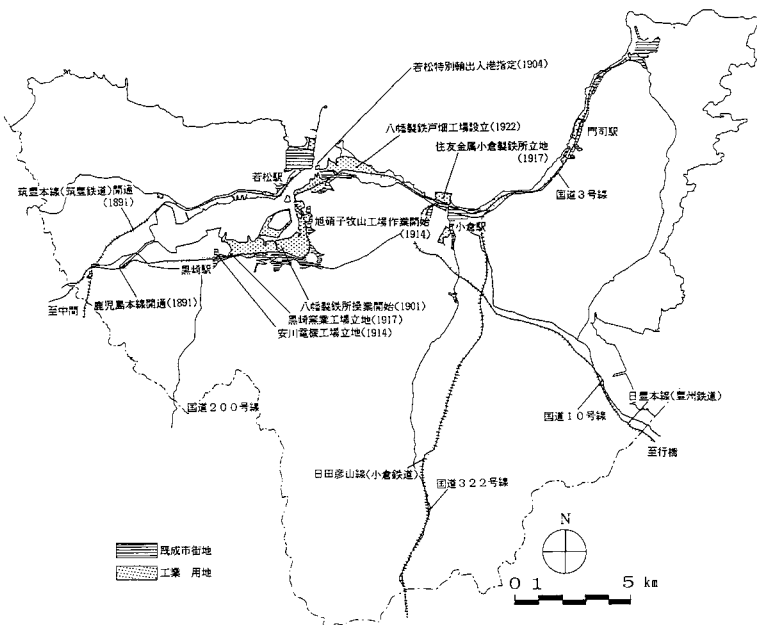 若松特別輸出入港指定(1904)
八幡製鉄戸畑工場設立(1922)
住友金属小倉製鉄所立地
(1917)
門司駅
国道3号線
若松駅
筑豊本線(筑豊鉄道)開通
(1891)
旭硝子牧山工場作業開始
(1914)
小倉駅
黒崎駅
至中間
鹿児島本線開通(1891)
八幡製鉄所操業開始(1901)
黒崎窯業工場立地(1917)
安川電機工場立地(1914)
国道200号線
国道10号線
日豊本線(豊州鉄道)
至行橋
日田彦山線(小倉鉄道)
国道322号線
既成市街地
工業 用地
N
0 1 5 km